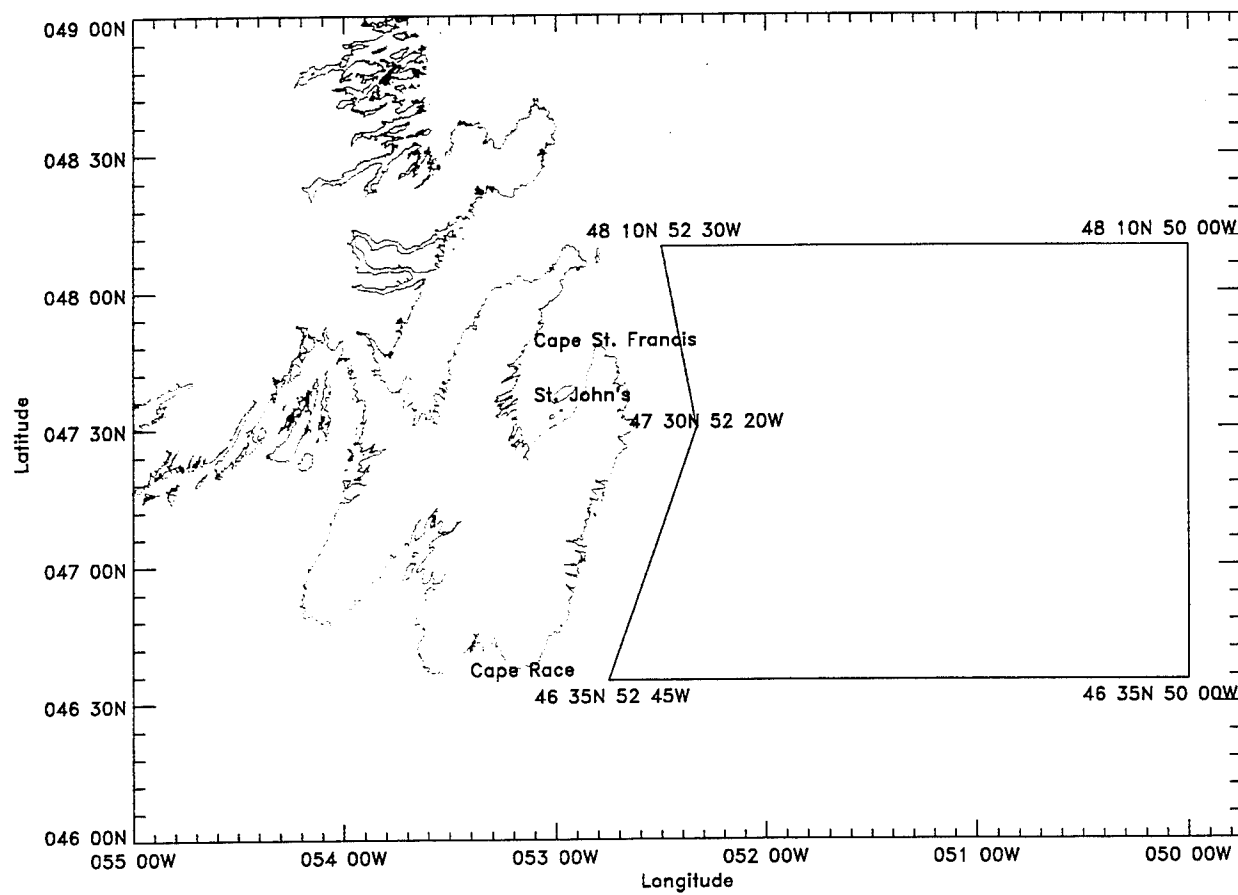 049 00N
048 30N
48 10N 52 30W
48 10N 50 00W
048 00N
Cape St. Francis
St. John's
47 30N 52 20W
047 30N
Latitude
047 00N
Cape Race
46 35N 52 45W
46 35N 50 00W
046 30N
046 00N
055 00W
054 00W
053 00W
052 00W
051 00W
050 00W
Longitude